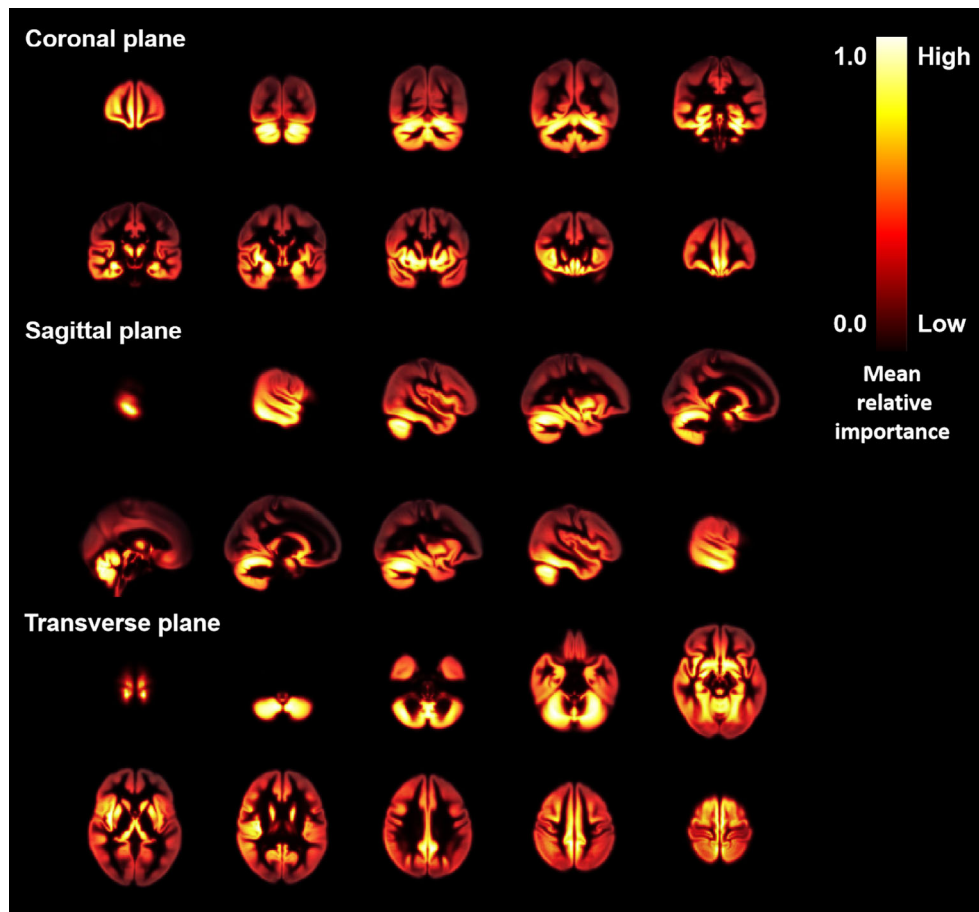 Coronal plane
1.0 High
Sagittal plane
0.0 Low
Mean
relative
importance
Transverse plane